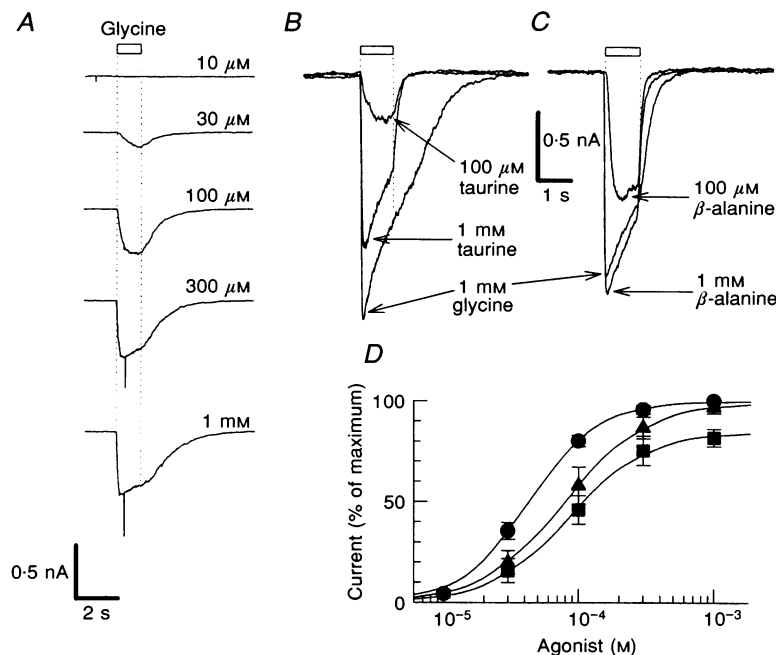 A
Glycine
10 μM
30 μM
100 μM
300 μM
1 mM
0·5 nA
2 s
B
100 μM
taurine
1 mM
taurine
1 mM
glycine
C
0·5 nA
1 s
100 μM
β-alanine
1 mM
β-alanine
D
Current (% of maximum)
100
50
0
10⁻⁵
10⁻⁴
10⁻³
Agonist (M)